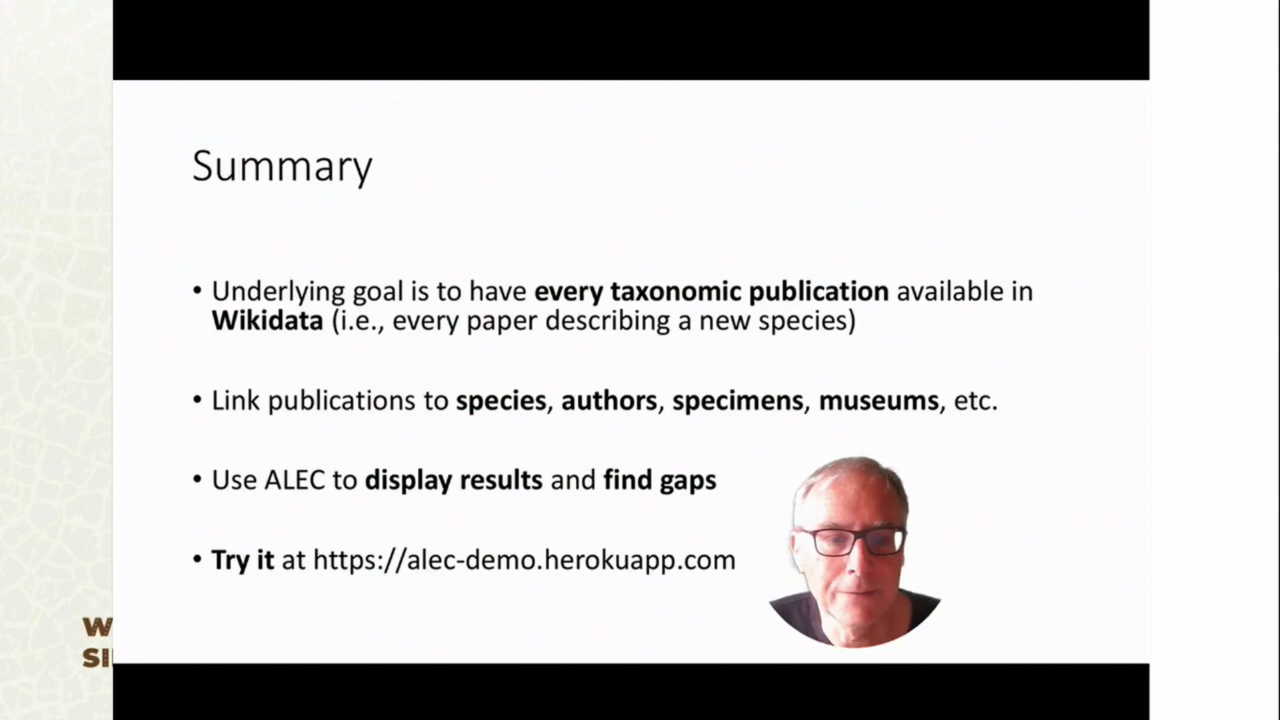 Summary
• Underlying goal is to have every taxonomic publication available in
Wikidata (i.e., every paper describing a new species)
• Link publications to species, authors, specimens, museums, etc.
• Use ALEC to display results and find gaps
• Try it at https://alec-demo.herokuapp.com
W
SI